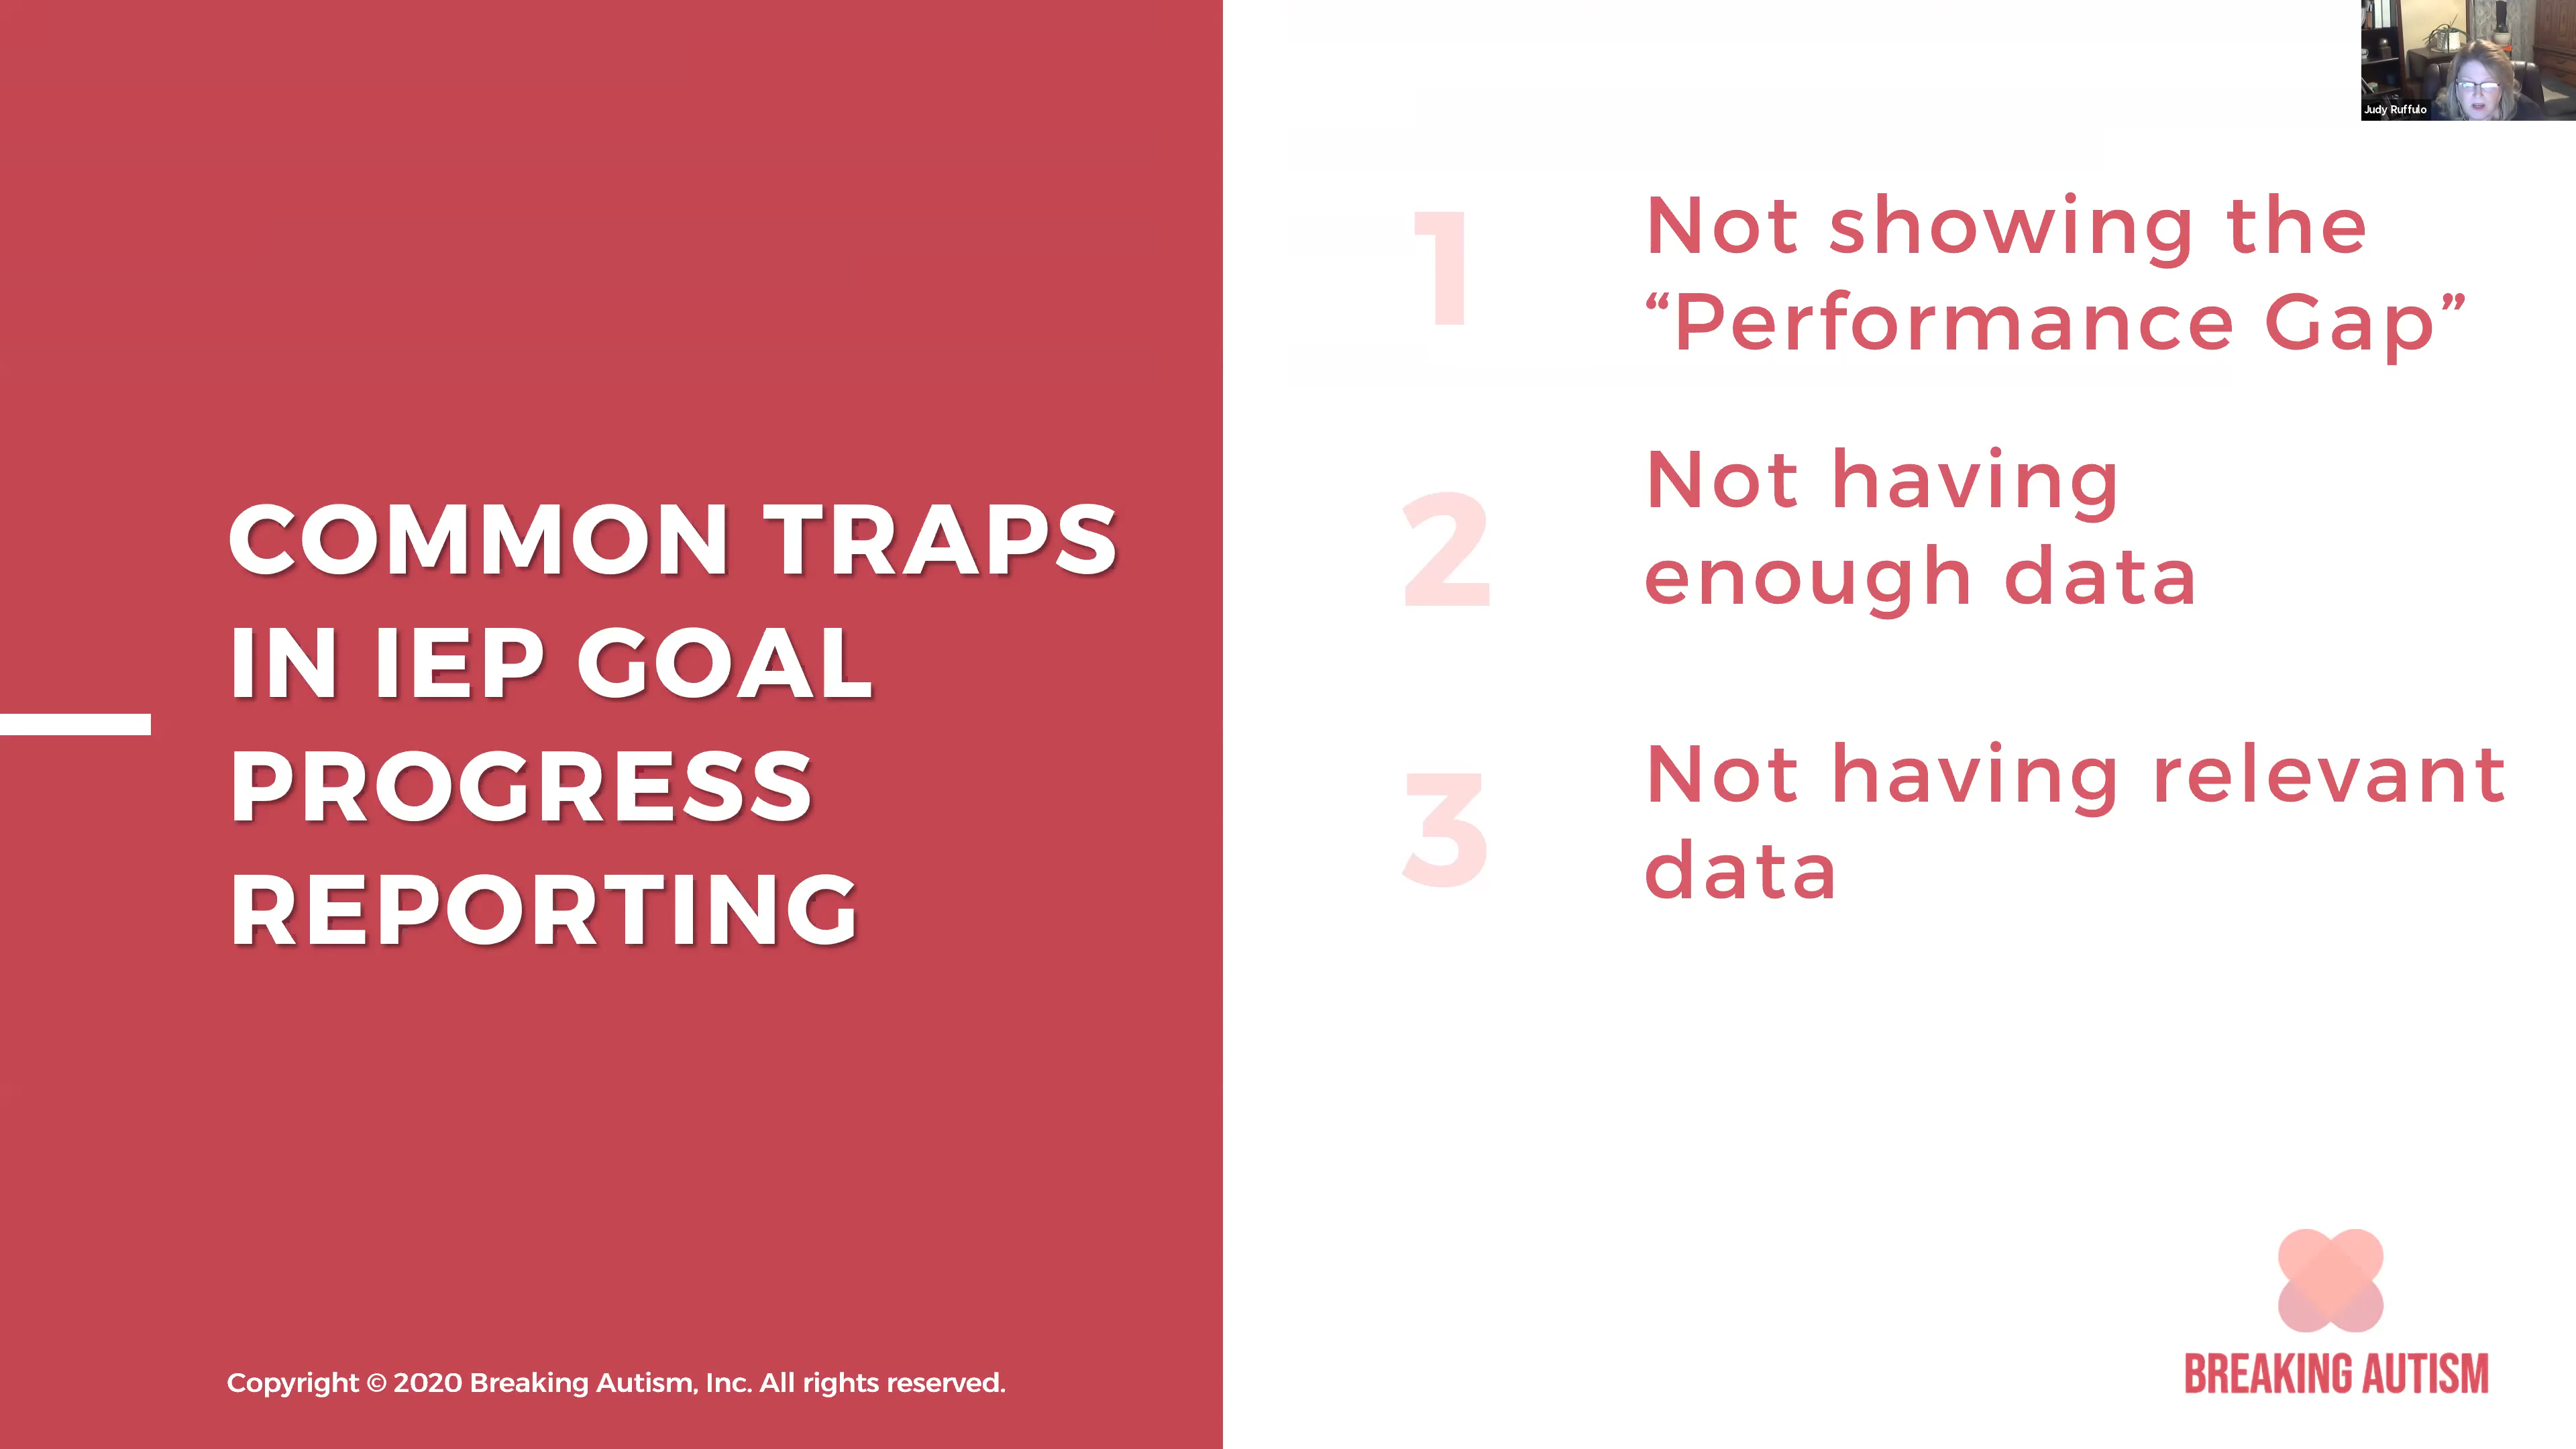 COMMON TRAPS
IN IEP GOAL
PROGRESS
REPORTING
Copyright © 2020 Breaking Autism, Inc. All rights reserved.
Judy Ruffulo
1
Not showing the
“Performance Gap”
2
Not having
enough data
3
Not having relevant
data
BREAKING AUTISM